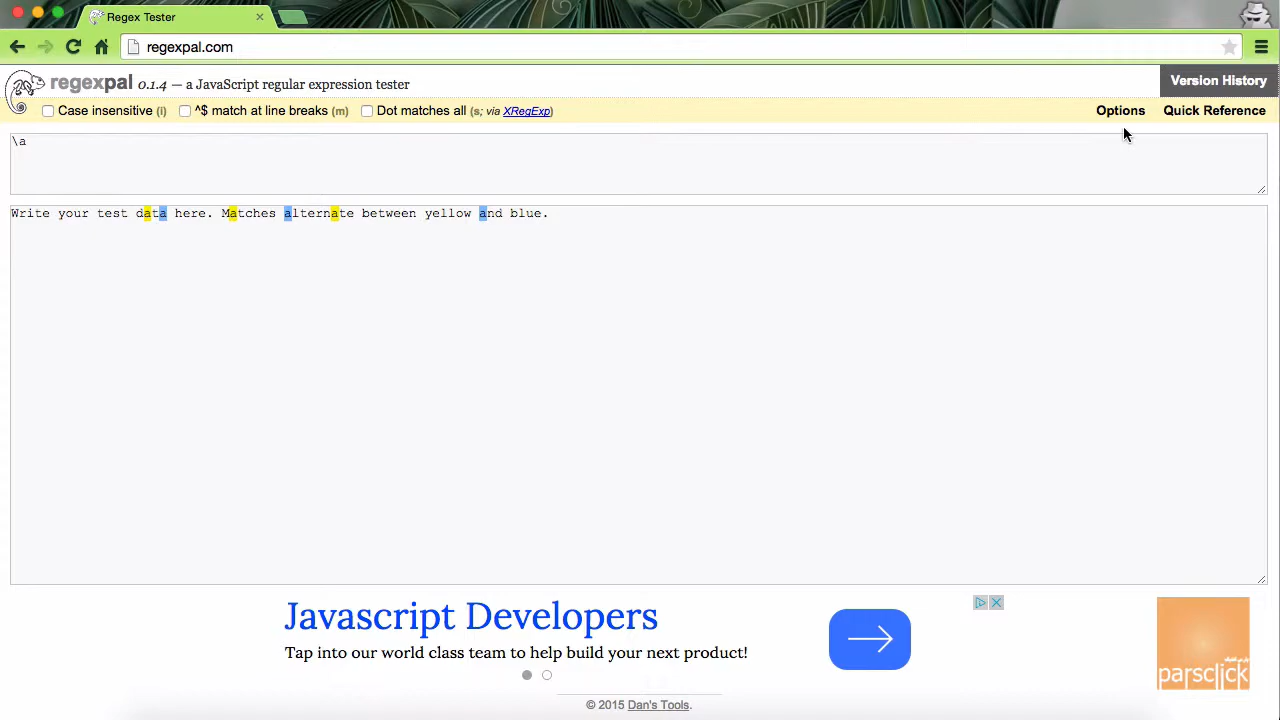 Regex Tester
regexpal.com
regexpal 0.1.4 — a JavaScript regular expression tester
Version History
Case insensitive (i) ^$ match at line breaks (m) Dot matches all (s; via XRegExp)
Options Quick Reference
\a
Write your test data here. Matches alternate between yellow and blue.
Javascript Developers
Tap into our world class team to help build your next product!
parsclick
© 2015 Dan's Tools.